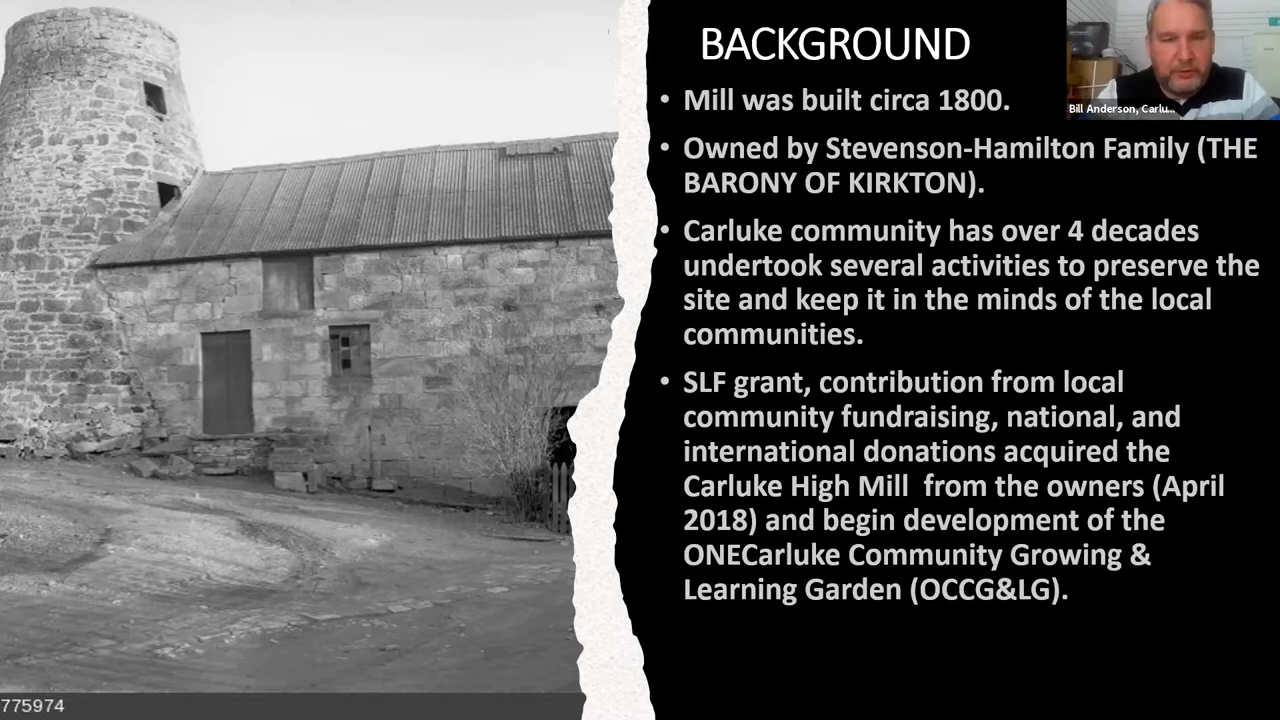 BACKGROUND
• Mill was built circa 1800.
Bill Anderson, Carlu...
• Owned by Stevenson-Hamilton Family (THE
BARONY OF KIRKTON).
• Carluke community has over 4 decades
undertook several activities to preserve the
site and keep it in the minds of the local
communities.
• SLF grant, contribution from local
community fundraising, national, and
international donations acquired the
Carluke High Mill  from the owners (April
2018) and begin development of the
ONECarluke Community Growing &
Learning Garden (OCCG&LG).
775974